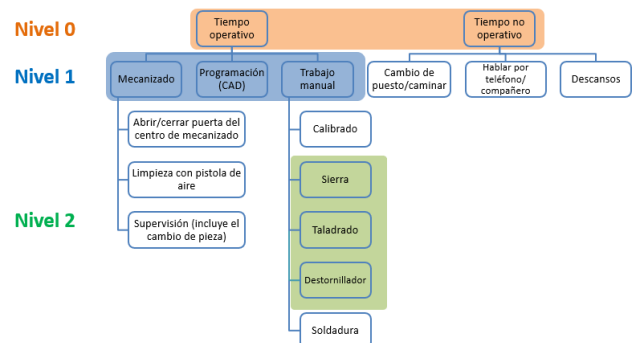 Nivel 0
Tiempo
operativo
Tiempo no
operativo
Nivel 1
Mecanizado
Programación
(CAD)
Trabajo
manual
Cambio de
puesto/caminar
Hablar por
teléfono/
compañero
Descansos
Abrir/cerrar puerta del
centro de mecanizado
Calibrado
Limpieza con pistola de
aire
Sierra
Nivel 2
Supervisión (incluye el
cambio de pieza)
Taladrado
Destornillador
Soldadura